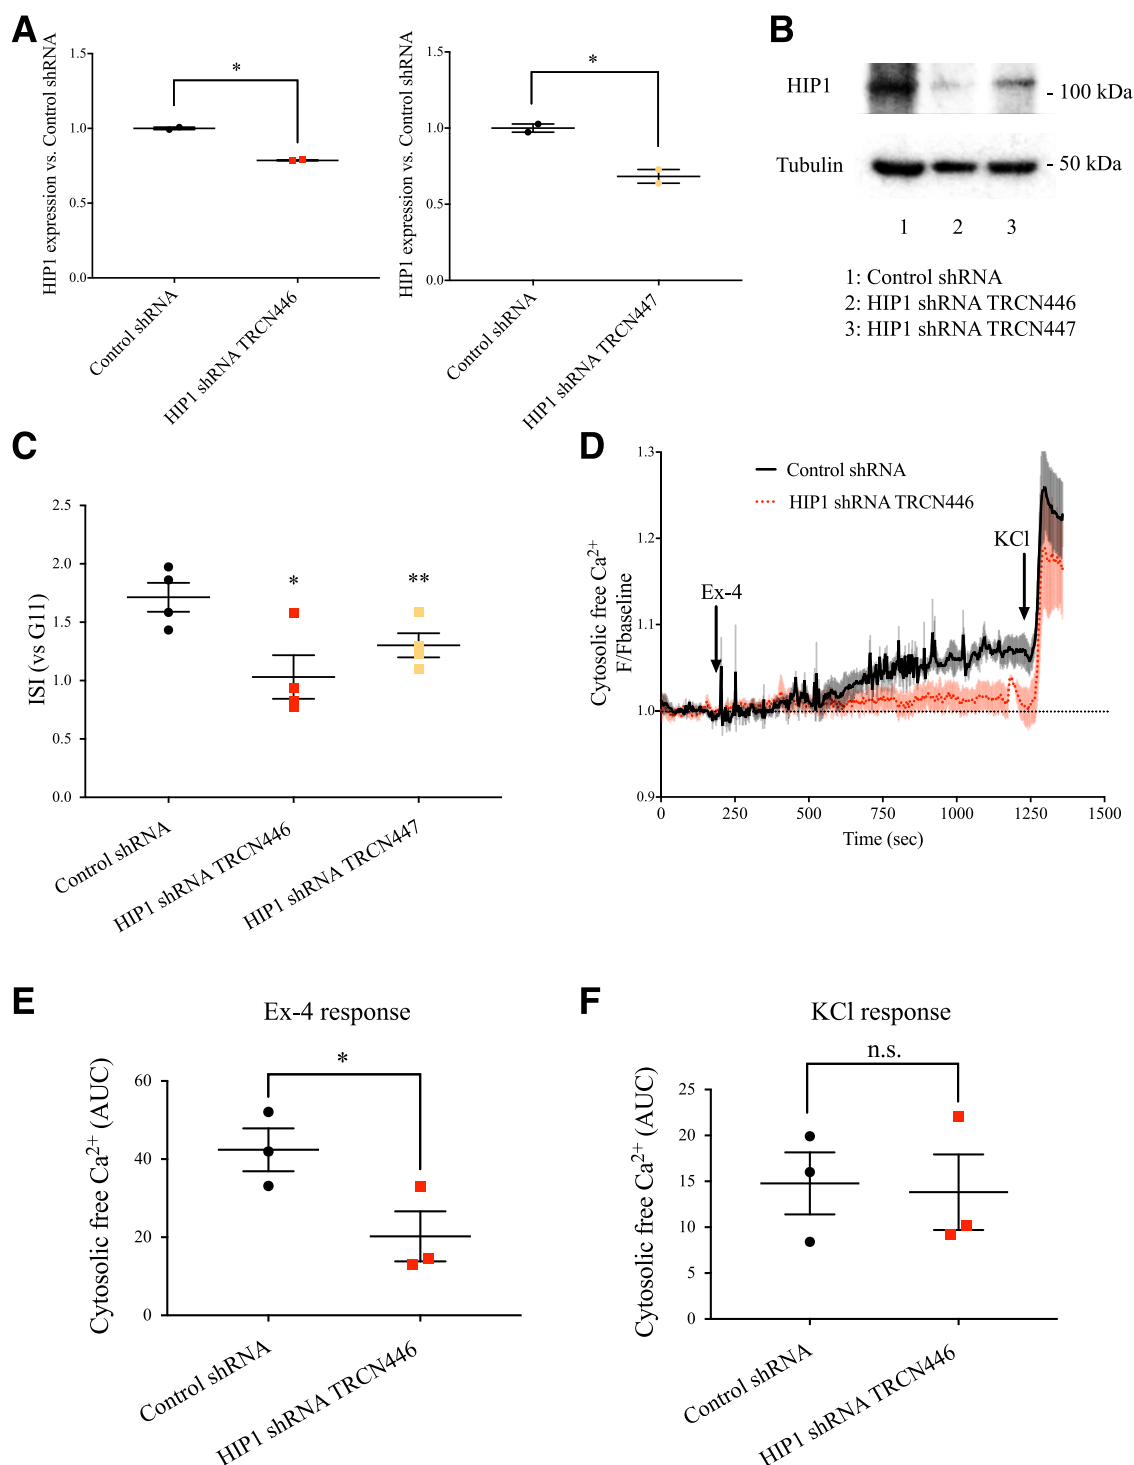 A
HIP1 expression vs. Control shRNA
1.5
1.0
0.5
0.0
*
Control shRNA
HIP1 shRNA TRCN446
HIP1 expression vs. Control shRNA
1.5
1.0
0.5
0.0
*
Control shRNA
HIP1 shRNA TRCN447
B
HIP1
- 100 kDa
Tubulin
- 50 kDa
1 2 3
1: Control shRNA
2: HIP1 shRNA TRCN446
3: HIP1 shRNA TRCN447
C
ISI (vs G11)
2.5
2.0
1.5
1.0
0.5
0.0
*
**
Control shRNA
HIP1 shRNA TRCN446
HIP1 shRNA TRCN447
D
Cytosolic free Ca²⁺
F/Fbaseline
1.3
1.2
1.1
1.0
0.9
Control shRNA
HIP1 shRNA TRCN446
Ex-4
KCl
0 250 500 750 1000 1250 1500
Time (sec)
E
Ex-4 response
Cytosolic free Ca²⁺ (AUC)
60
40
20
0
*
Control shRNA
HIP1 shRNA TRCN446
F
KCl response
n.s.
Cytosolic free Ca²⁺ (AUC)
25
20
15
10
5
0
Control shRNA
HIP1 shRNA TRCN446